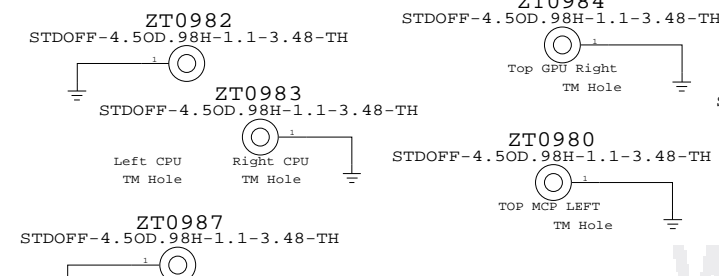 ZT0982
STDOFF-4.5OD.98H-1.1-3.48-TH
1
ZT0984
STDOFF-4.5OD.98H-1.1-3.48-TH
1
Top GPU Right
TM Hole
ZT0983
STDOFF-4.5OD.98H-1.1-3.48-TH
1
Left CPU
TM Hole
Right CPU
TM Hole
ZT0980
STDOFF-4.5OD.98H-1.1-3.48-TH
1
TOP MCP LEFT
TM Hole
ZT0987
STDOFF-4.5OD.98H-1.1-3.48-TH
1